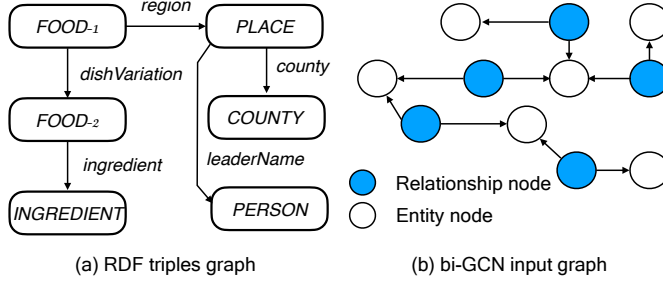 region
FOOD-1
PLACE
dishVariation
county
FOOD-2
COUNTY
ingredient
leaderName
INGREDIENT
PERSON
(a) RDF triples graph
Relationship node
Entity node
(b) bi-GCN input graph